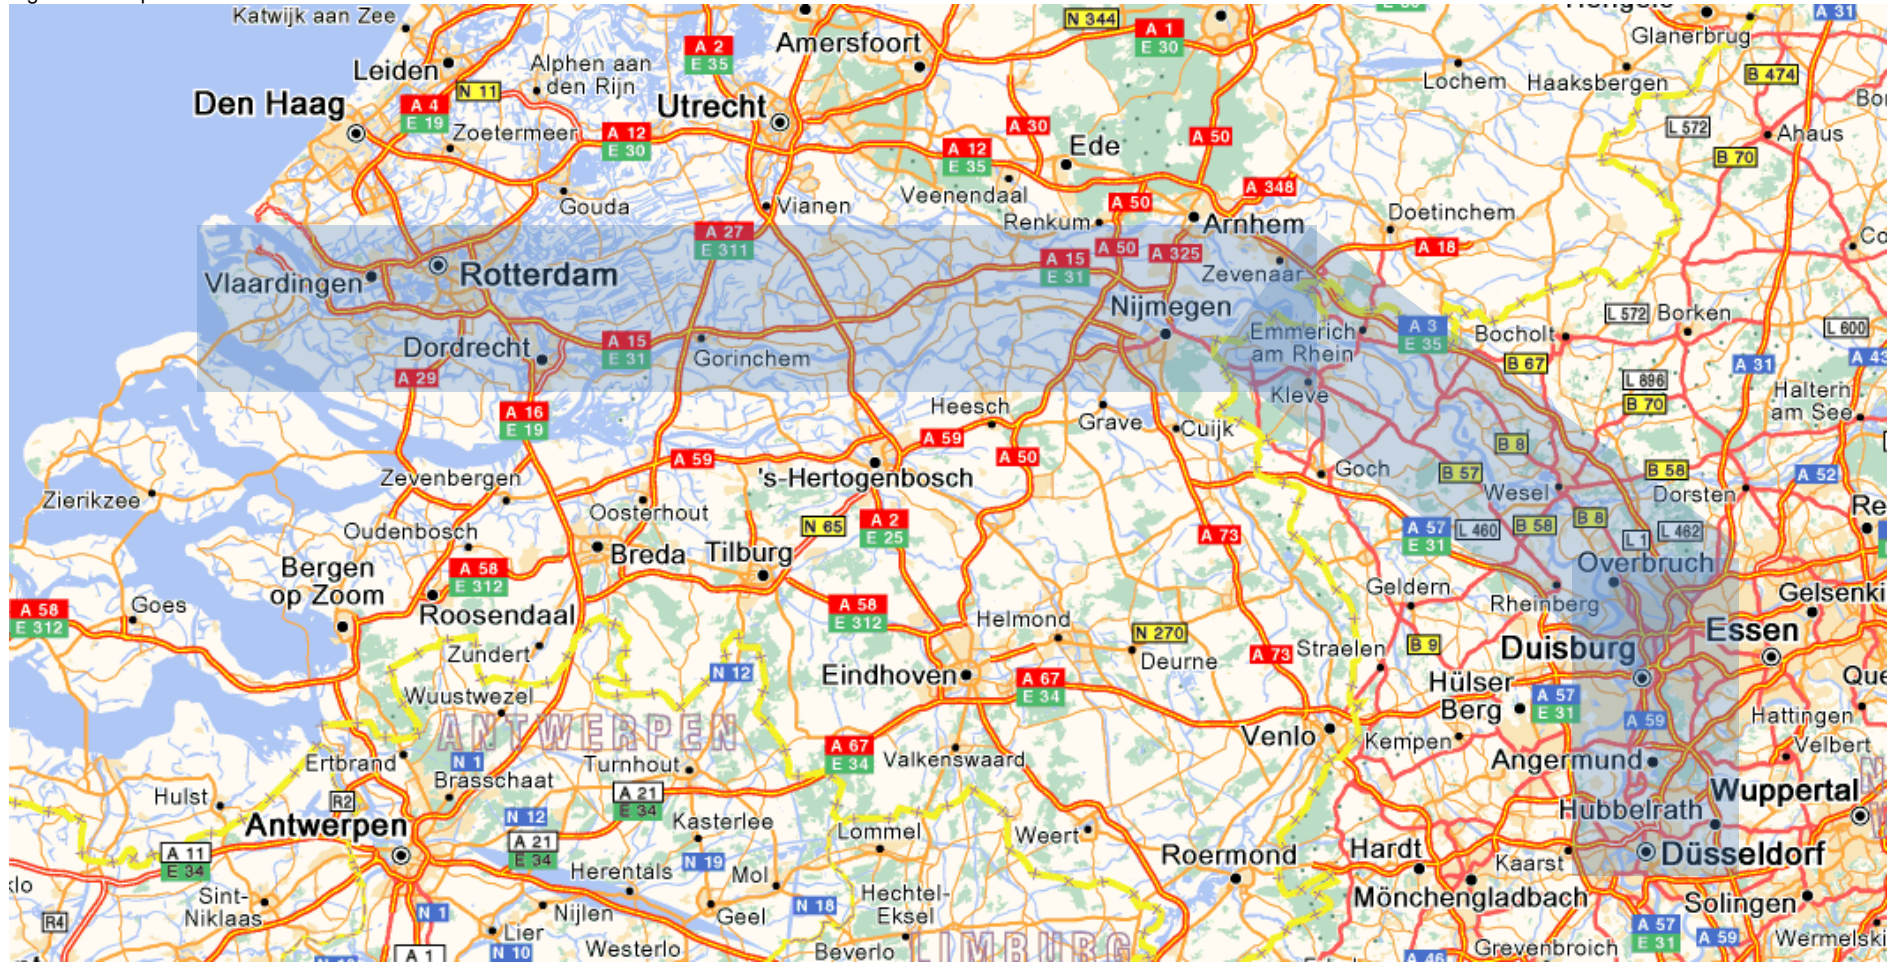 Katwijk aan Zee
N 344
A 1
E 30
A 31
Glanerbrug
A 2
E 35
Amersfoort
Leiden
Alphen aan
den Rijn
Lochem
Haaksbergen
B 474
Den Haag
A 4
E 19
N 11
Utrecht
Zoetermeer
A 12
E 30
A 30
A 50
L 572
Ahaus
A 12
E 35
Ede
B 70
Gouda
Vianen
Veenendaal
A 50
A 348
Renkum
Arnhem
Doetinchem
A 27
E 311
A 50
A 325
A 18
Vlaardingen
Rotterdam
A 15
E 31
Zevenaar
Nijmegen
L 572
Borken
L 600
Dordrecht
A 15
E 31
Gorinchem
Emmerich
am Rhein
A 3
E 35
Bocholt
B 67
A 31
A 43
A 29
Kleve
L 896
B 70
Haltern
am See
A 16
E 19
Heesch
Grave
Cuijk
A 59
A 59
A 50
B 8
Zevenbergen
's-Hertogenbosch
Goch
B 57
B 58
A 52
Zierikzee
Wesel
Dorsten
Oosterhout
N 65
A 2
E 25
Oudenbosch
A 73
A 57
E 31
L 460
B 58
B 8
L 1
L 462
Breda
Tilburg
Overbruch
Bergen
op Zoom
A 58
E 312
Geldern
Rheinberg
Gelsenki
A 58
E 312
Goes
Roosendaal
A 58
E 312
Helmond
N 270
Essen
Zundert
N 12
Deurne
A 73
Straelen
B 9
Duisburg
Eindhoven
A 67
E 34
Hülser
Berg
A 57
E 31
Que
Wuustwezel
A 59
Hattingen
ANTWERPEN
Venlo
Kempen
Velbert
Ertbrand
N 1
Turnhout
A 67
E 34
Valkenswaard
Angermund
Brasschaat
Hulst
R2
A 21
E 34
Wuppertal
Antwerpen
N 12
Kasterlee
Lommel
Weert
Hubbelrath
A 11
E 34
A 21
E 34
N 19
Roermond
Hardt
Kaarst
Düsseldorf
Herentals
Mol
Hechtel-
Eksel
Mönchengladbach
Solingen
Sint-
Niklaas
R4
N 1
Nijlen
Geel
N 18
Lier
A 57
E 31
A 59
Wermelski
A 1
N 10
Westerlo
Beverlo
LIMBURG
A 46
Grevenbroich